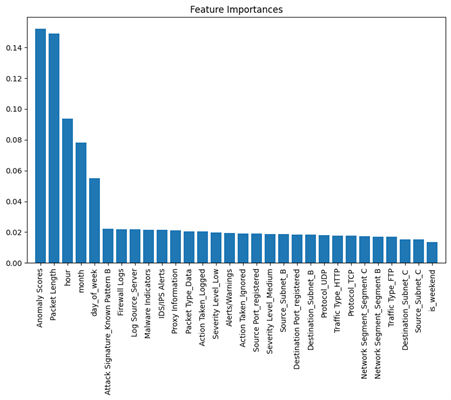 Feature Importances
0.14
0.12
0.10
0.08
0.06
0.04
0.02
0.00
Anomaly Scores
Packet Length
hour
month
day_of_week
Attack Signature_Known Pattern B
Firewall Logs
Log Source_Server
Malware Indicators
IDS/IPS Alerts
Proxy Information
Packet Type_Data
Action Taken_Logged
Severity Level_Low
Alerts/Warnings
Action Taken_Ignored
Source Port_registered
Severity Level_Medium
Source_Subnet_B
Destination Port_registered
Destination_Subnet_B
Protocol_UDP
Traffic Type_HTTP
Protocol_TCP
Network Segment_Segment C
Network Segment_Segment B
Traffic Type_FTP
Destination_Subnet_C
Source_Subnet_C
is_weekend